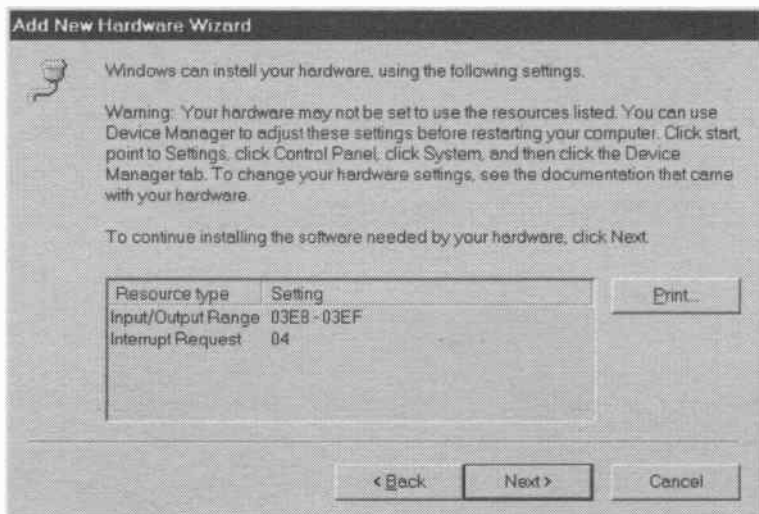 Add New Hardware Wizard
Windows can install your hardware, using the following settings.
Warning: Your hardware may not be set to use the resources listed. You can use
Device Manager to adjust these settings before restarting your computer. Click start,
point to Settings, click Control Panel, click System, and then click the Device
Manager tab. To change your hardware settings, see the documentation that came
with your hardware.
To continue installing the software needed by your hardware, click Next.
Resource type Setting
Input/Output Range 03E8 - 03EF
Interrupt Request 04
Print...
< Back Next > Cancel